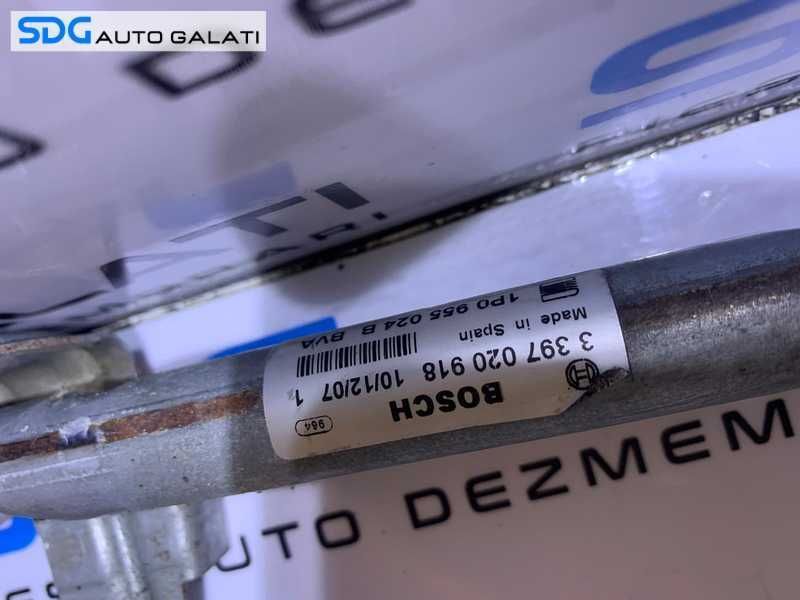 SDG AUTO GALATI
BOSCH
964
3 397 020 918 10/12/07 1
Made in Spain
1P0 955 024 B BVA
AUTO DEZMEM